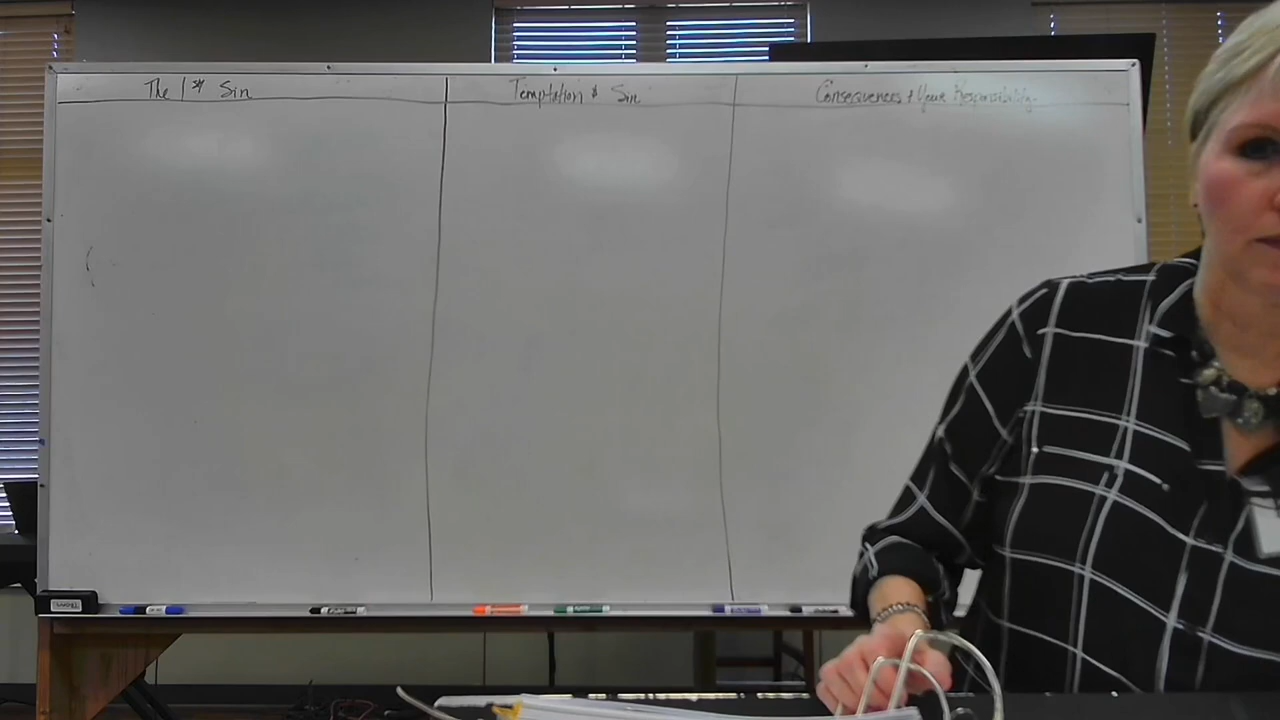 The 1st Sin
Temptation & Sin
Consequences & Your Responsibility.